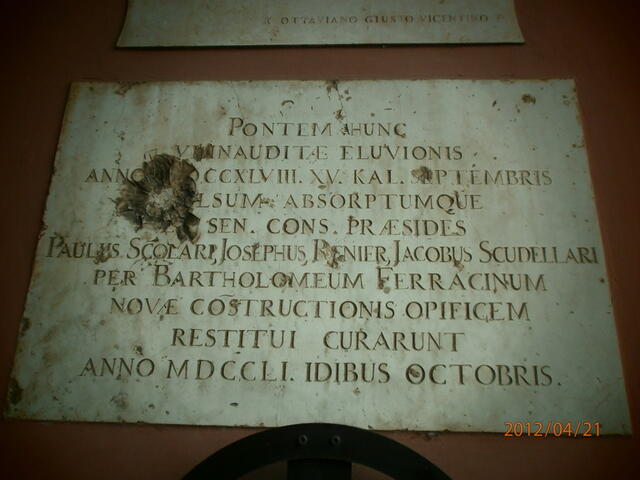 OTTAVIANO GIUSTO VICENTINO F.
PONTEM HUNC
INAUDITÆ ELUVIONIS
ANNO CCXLVIII. XV. KAL. SEPTEMBRIS
LSUM ABSORPTUMQUE
SEN. CONS. PRÆSIDES
PAULUS SCOLARI, JOSEPHUS RENIER, JACOBUS SCUDELLARI
PER BARTHOLOMEUM FERRACINUM
NOVÆ COSTRUCTIONIS OPIFICEM
RESTITUI CURARUNT
ANNO MDCCLI. IDIBUS OCTOBRIS.
2012/04/21